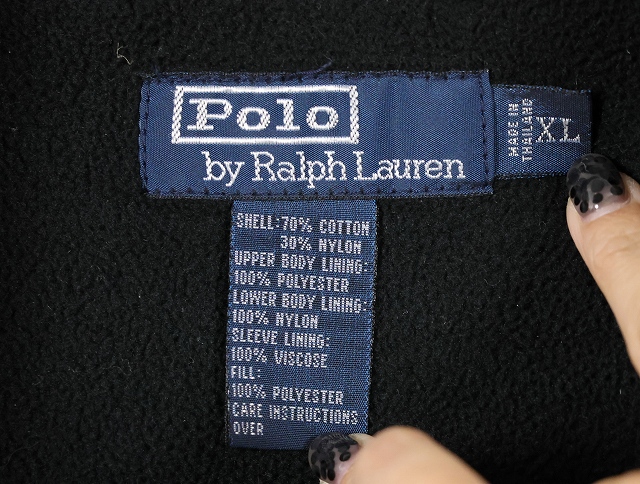 Polo
by Ralph Lauren
MADE IN
THAILAND
XL
SHELL: 70% COTTON
30% NYLON
UPPER BODY LINING:
100% POLYESTER
LOWER BODY LINING:
100% NYLON
SLEEVE LINING:
100% VISCOSE
FILL:
100% POLYESTER
CARE INSTRUCTIONS
OVER